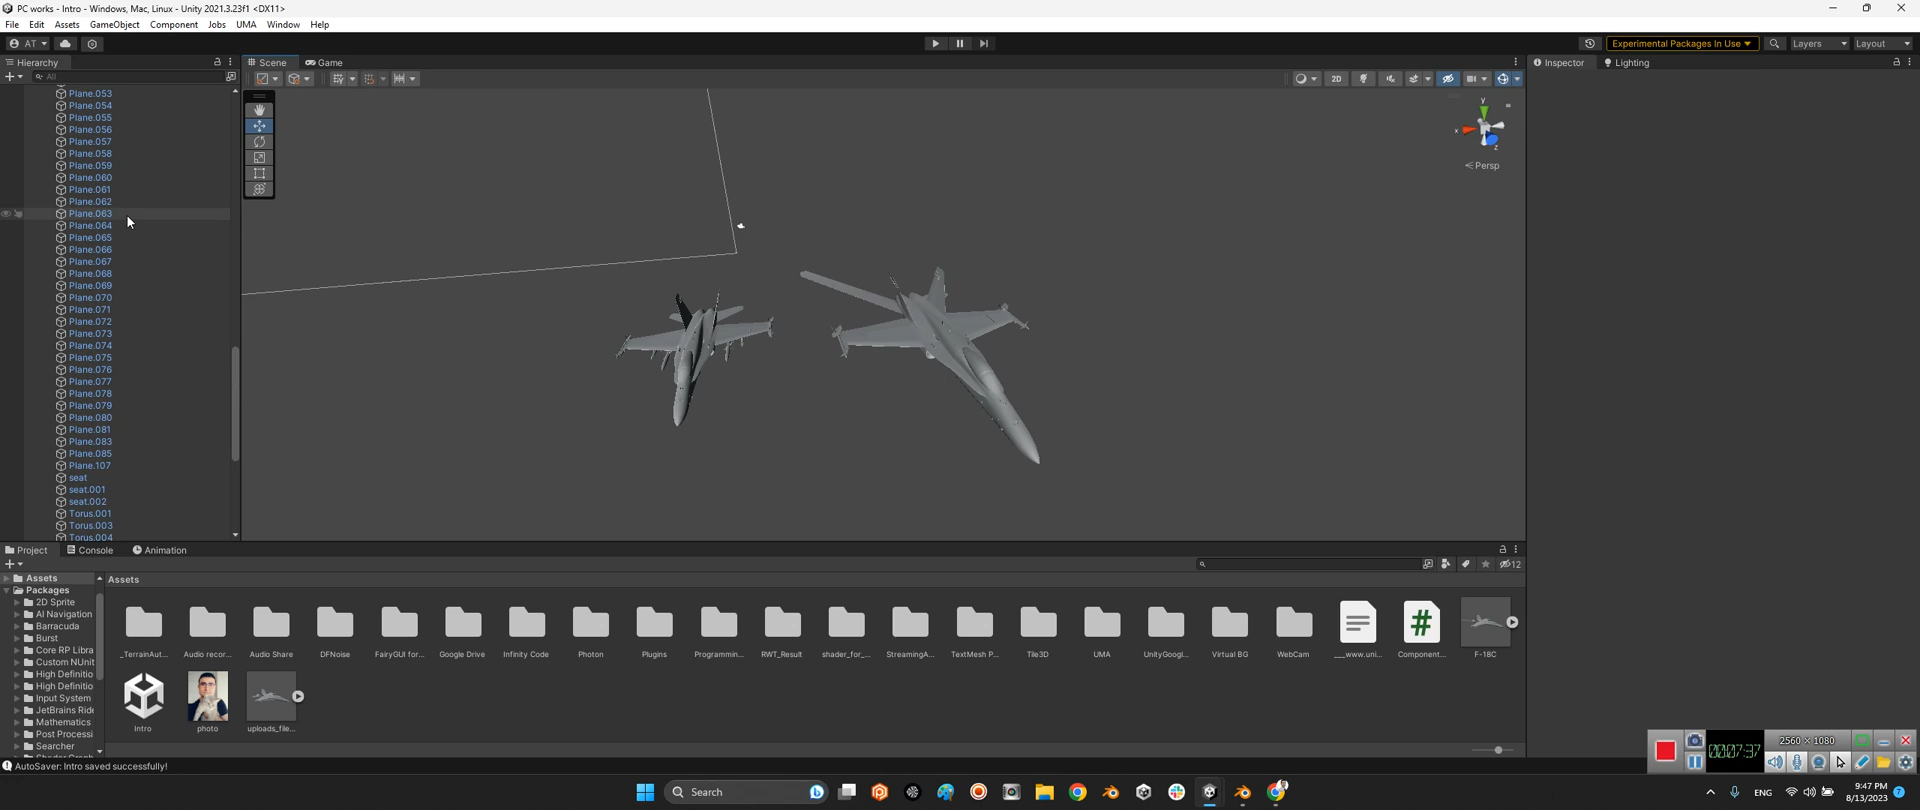 PC works - Intro - Windows, Mac, Linux - Unity 2021.3.23f1 <DX11>
File Edit Assets GameObject Component Jobs UMA Window Help
AT Experimental Packages In Use Layers Layout
Hierarchy Scene Game Inspector Lighting
All
2D
Plane.053
Plane.054
Plane.055
Plane.056
Plane.057
Plane.058
Plane.059
Plane.060
Plane.061
Plane.062
Plane.063
Plane.064
Plane.065
Plane.066
Plane.067
Plane.068
Plane.069
Plane.070
Plane.071
Plane.072
Plane.073
Plane.074
Plane.075
Plane.076
Plane.077
Plane.078
Plane.079
Plane.080
Plane.081
Plane.083
Plane.085
Plane.107
seat
seat.001
seat.002
Torus.001
Torus.003
Torus.004
y
x
z
Persp
Project Console Animation
12
Assets
Packages
2D Sprite
AI Navigation
Barracuda
Burst
Core RP Libra
Custom NUnit
High Definitio
High Definitio
Input System
JetBrains Ride
Mathematics
Post Processi
Searcher
Assets
_TerrainAut... Audio recor... Audio Share DFNoise FairyGUI for... Google Drive Infinity Code Photon Plugins Programmin... RWT_Result shader_for_... StreamingA... TextMesh P... Tile3D UMA UnityGoogl... Virtual BG WebCam ___www.uni... Component... F-18C
Intro photo uploads_file...
AutoSaver: Intro saved successfully!
2560 × 1080
00:07:37
Search
ENG
9:47 PM
8/13/2023